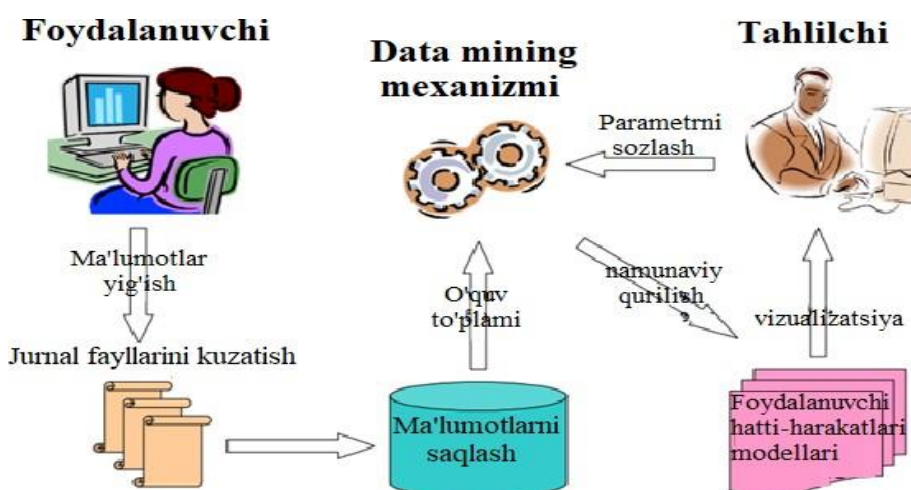 Foydalanuvchi
Data mining
mexanizmi
Tahlilchi
Parametrni
sozlash
Ma'lumotlar
yig'ish
O'quv
to'plami
namunaviy
qurilish
vizualizatsiya
Jurnal fayllarini kuzatish
Ma'lumotlarni
saqlash
Foydalanuvchi
hatti-harakatlari
modellari